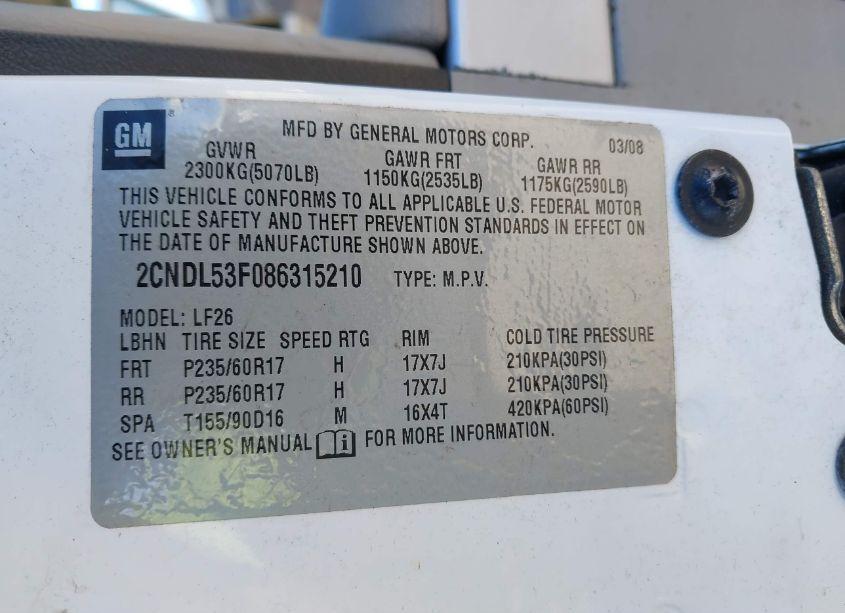 GM MFD BY GENERAL MOTORS CORP. 03/08
GVWR GAWR FRT GAWR RR
2300KG(5070LB) 1150KG(2535LB) 1175KG(2590LB)
THIS VEHICLE CONFORMS TO ALL APPLICABLE U.S. FEDERAL MOTOR
VEHICLE SAFETY AND THEFT PREVENTION STANDARDS IN EFFECT ON
THE DATE OF MANUFACTURE SHOWN ABOVE.
2CNDL53F086315210 TYPE: M.P.V.
MODEL: LF26
LBHN TIRE SIZE SPEED RTG RIM COLD TIRE PRESSURE
FRT P235/60R17 H 17X7J 210KPA(30PSI)
RR P235/60R17 H 17X7J 210KPA(30PSI)
SPA T155/90D16 M 16X4T 420KPA(60PSI)
SEE OWNER'S MANUAL FOR MORE INFORMATION.